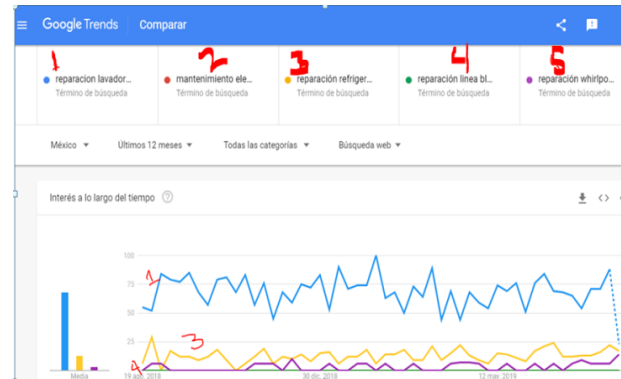 Google Trends Comparar
1 2 3 4 5
reparacion lavador... mantenimiento ele... reparación refriger... reparación linea bl... reparación whirlpo...
Término de búsqueda Término de búsqueda Término de búsqueda Término de búsqueda Término de búsqueda
México Últimos 12 meses Todas las categorías Búsqueda web
Interés a lo largo del tiempo
100
75
1
50
25
3
Media 19 ago. 2018 30 dic. 2018 12 may. 2019